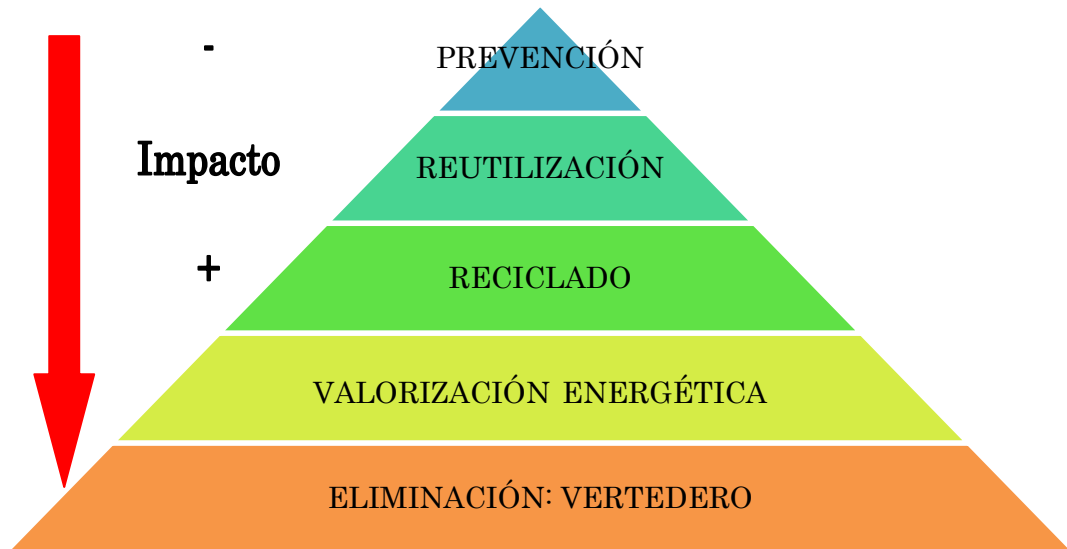 -
Impacto
+
PREVENCIÓN
REUTILIZACIÓN
RECICLADO
VALORIZACIÓN ENERGÉTICA
ELIMINACIÓN: VERTEDERO